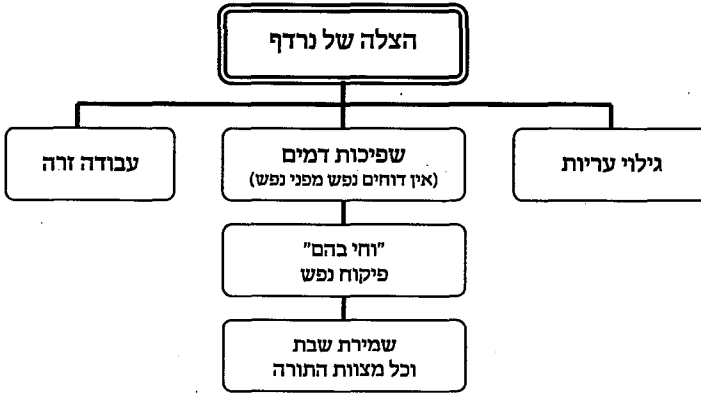 הצלה של נרדף
גילוי עריות
שפיכות דמים
(אין דוחים נפש מפני נפש)
עבודה זרה
"וחי בהם"
פיקוח נפש
שמירת שבת
וכל מצוות התורה